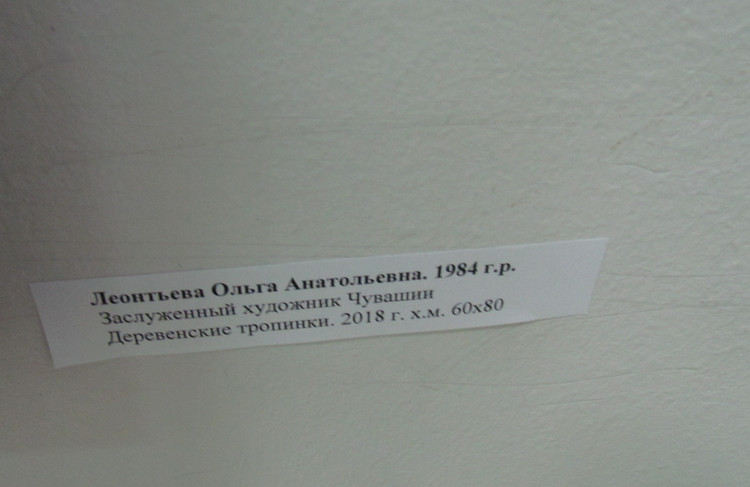 Леонтьева Ольга Анатольевна. 1984 г.р.
Заслуженный художник Чувашии
Деревенские тропинки. 2018 г. х.м. 60х80